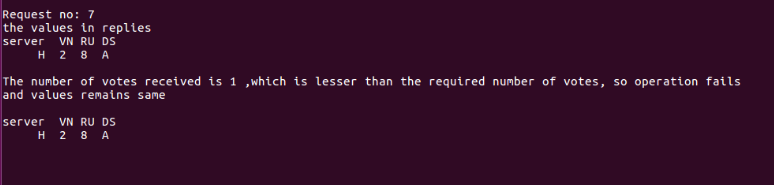 Request no: 7
the values in replies
server  VN RU DS
     H  2  8  A
The number of votes received is 1 ,which is lesser than the required number of votes, so operation fails
and values remains same
server  VN RU DS
     H  2  8  A